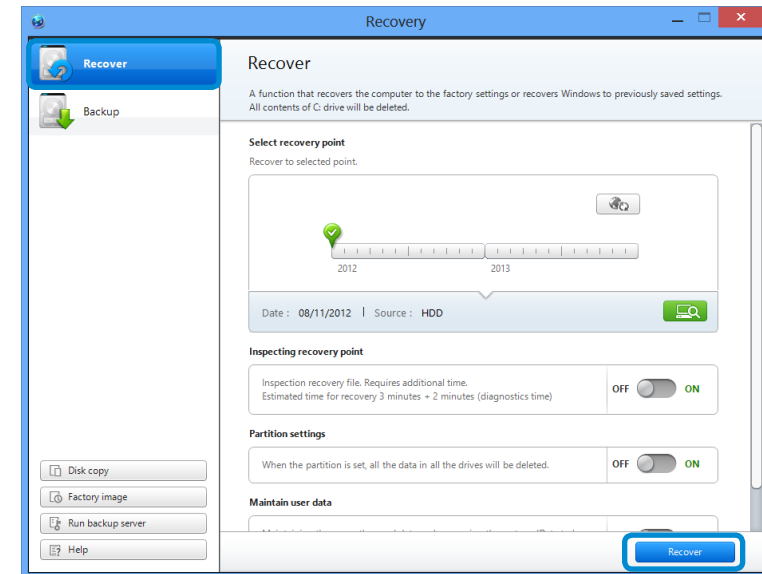 Recovery
Recover
Backup
Recover
A function that recovers the computer to the factory settings or recovers Windows to previously saved settings.
All contents of C: drive will be deleted.
Select recovery point
Recover to selected point.
2012
2013
Date : 08/11/2012 | Source : HDD
Inspecting recovery point
Inspection recovery file. Requires additional time.
Estimated time for recovery 3 minutes + 2 minutes (diagnostics time)
OFF ON
Partition settings
When the partition is set, all the data in all the drives will be deleted.
OFF ON
Maintain user data
Disk copy
Factory image
Run backup server
Help
Recover